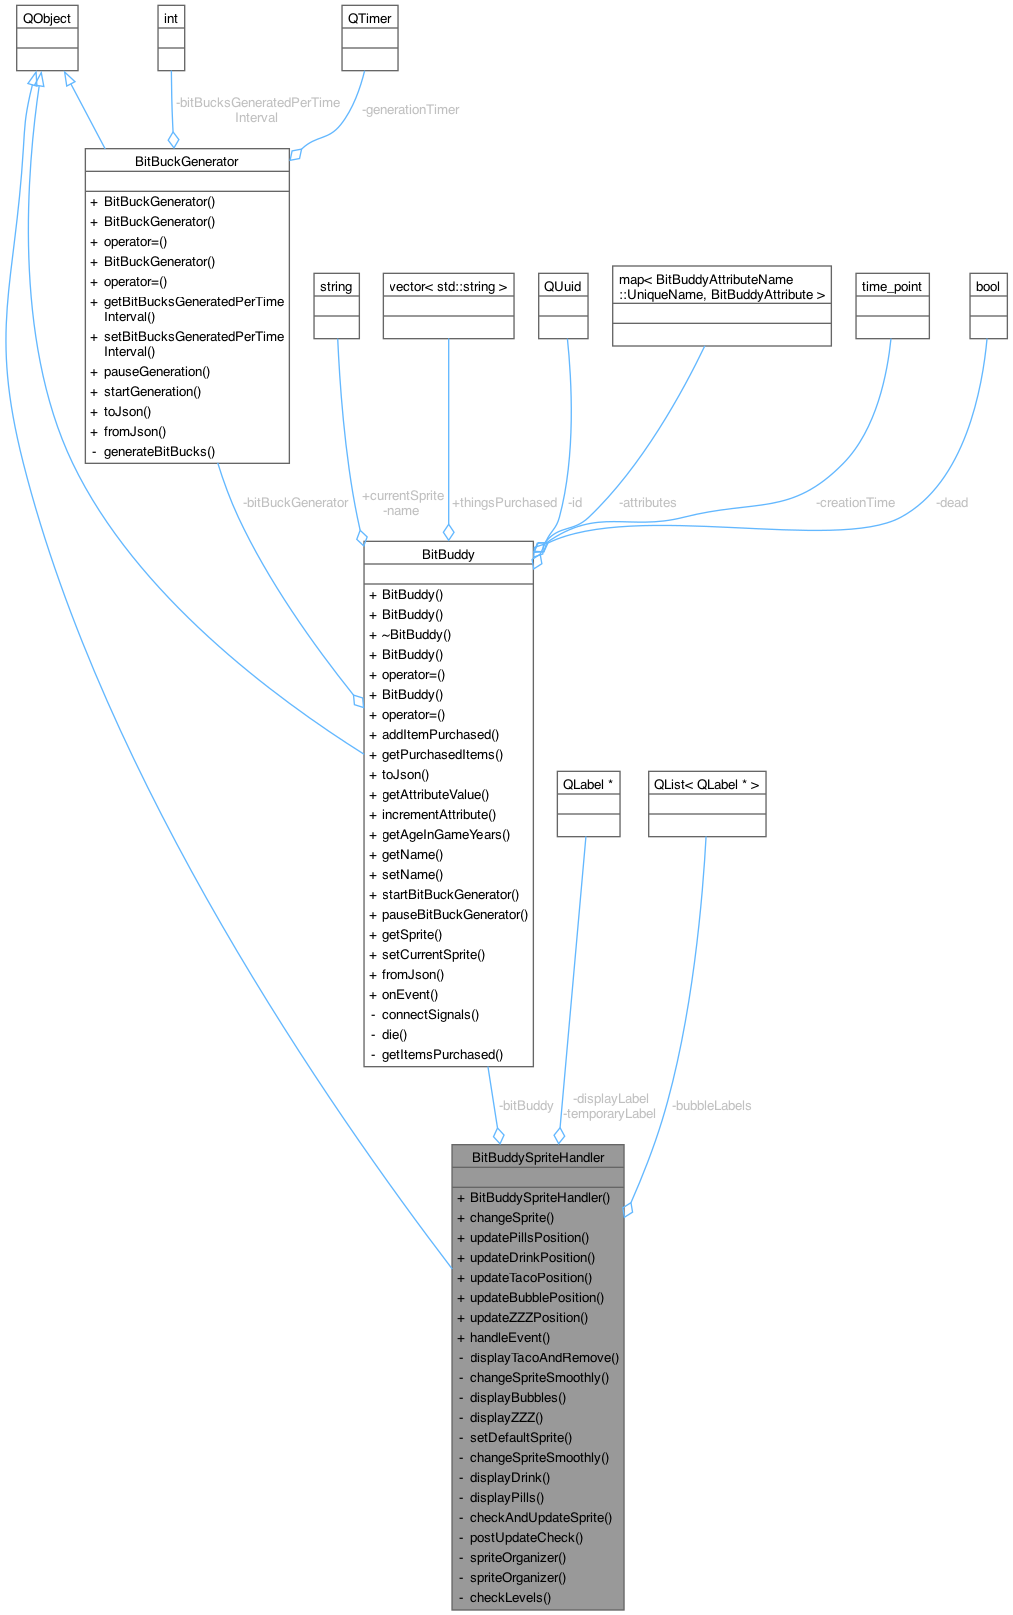 QObject
int
QTimer
-bitBucksGeneratedPerTime
Interval
-generationTimer
BitBuckGenerator
+ BitBuckGenerator()
+ BitBuckGenerator()
+ operator=()
+ BitBuckGenerator()
+ operator=()
+ getBitBucksGeneratedPerTime
Interval()
+ setBitBucksGeneratedPerTime
Interval()
+ pauseGeneration()
+ startGeneration()
+ toJson()
+ fromJson()
- generateBitBucks()
string
vector< std::string >
QUuid
map< BitBuddyAttributeName
::UniqueName, BitBuddyAttribute >
time_point
bool
-bitBuckGenerator
+currentSprite
-name
+thingsPurchased
-id
-attributes
-creationTime
-dead
BitBuddy
+ BitBuddy()
+ BitBuddy()
+ ~BitBuddy()
+ BitBuddy()
+ operator=()
+ BitBuddy()
+ operator=()
+ addItemPurchased()
+ getPurchasedItems()
+ toJson()
+ getAttributeValue()
+ incrementAttribute()
+ getAgeInGameYears()
+ getName()
+ setName()
+ startBitBuckGenerator()
+ pauseBitBuckGenerator()
+ getSprite()
+ setCurrentSprite()
+ fromJson()
+ onEvent()
- connectSignals()
- die()
- getItemsPurchased()
QLabel *
QList< QLabel * >
-bitBuddy
-displayLabel
-temporaryLabel
-bubbleLabels
BitBuddySpriteHandler
+ BitBuddySpriteHandler()
+ changeSprite()
+ updatePillsPosition()
+ updateDrinkPosition()
+ updateTacoPosition()
+ updateBubblePosition()
+ updateZZZPosition()
+ handleEvent()
- displayTacoAndRemove()
- changeSpriteSmoothly()
- displayBubbles()
- displayZZZ()
- setDefaultSprite()
- changeSpriteSmoothly()
- displayDrink()
- displayPills()
- checkAndUpdateSprite()
- postUpdateCheck()
- spriteOrganizer()
- spriteOrganizer()
- checkLevels()